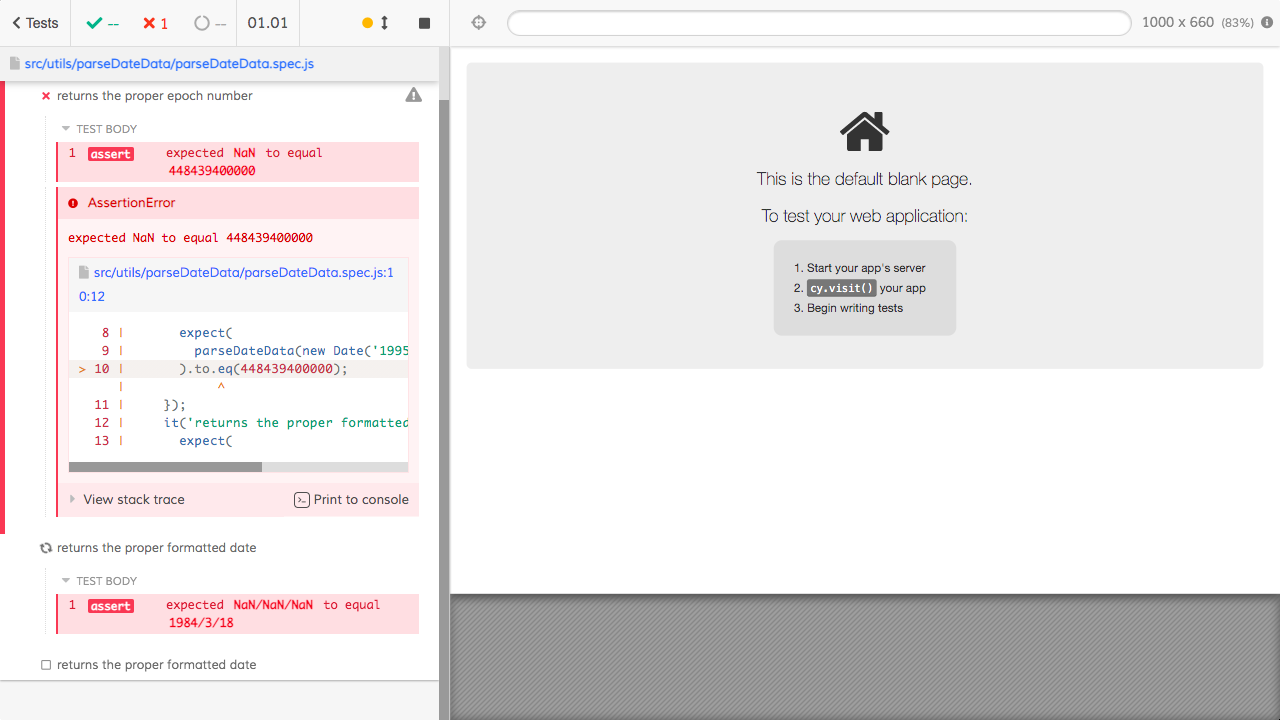 Tests
--
1
--
01.01
1000 x 660 (83%)
src/utils/parseDateData/parseDateData.spec.js
returns the proper epoch number
TEST BODY
1 assert expected NaN to equal
448439400000
AssertionError
expected NaN to equal 448439400000
src/utils/parseDateData/parseDateData.spec.js:1
0:12
8 | expect(
9 | parseDateData(new Date('1995
> 10 | ).to.eq(448439400000);
| ^
11 | });
12 | it('returns the proper formatted
13 | expect(
View stack trace
Print to console
returns the proper formatted date
TEST BODY
1 assert expected NaN/NaN/NaN to equal
1984/3/18
returns the proper formatted date
This is the default blank page.
To test your web application:
1. Start your app's server
2. cy.visit() your app
3. Begin writing tests